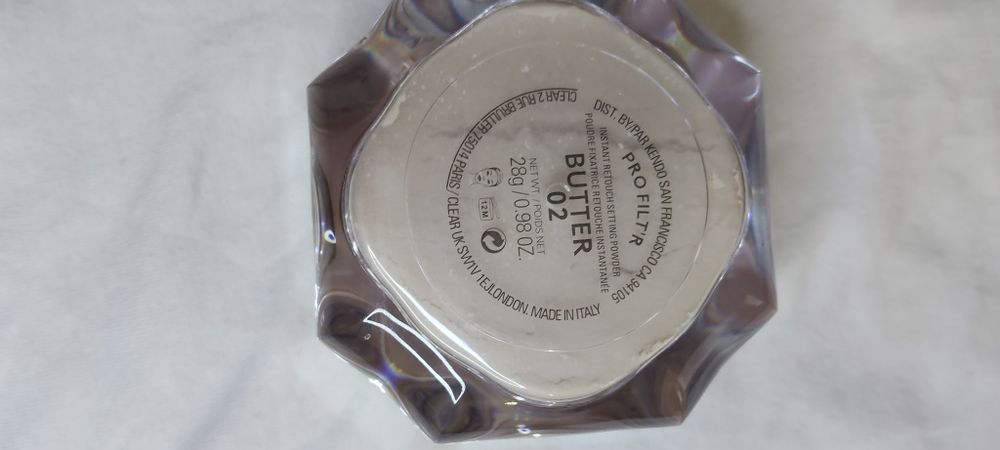 DIST. BY/PAR KENDO SAN FRANCISCO CA 94105
PRO FILT'R
INSTANT RETOUCH SETTING POWDER
POUDRE FIXATRICE RETOUCHE INSTANTANÉE
BUTTER
02
NET WT / POIDS NET
28g / 0.98 OZ.
12M
CLEAR 2 RUE BRULLER 75014 PARIS / CLEAR UK SW1V 1EJ LONDON. MADE IN ITALY